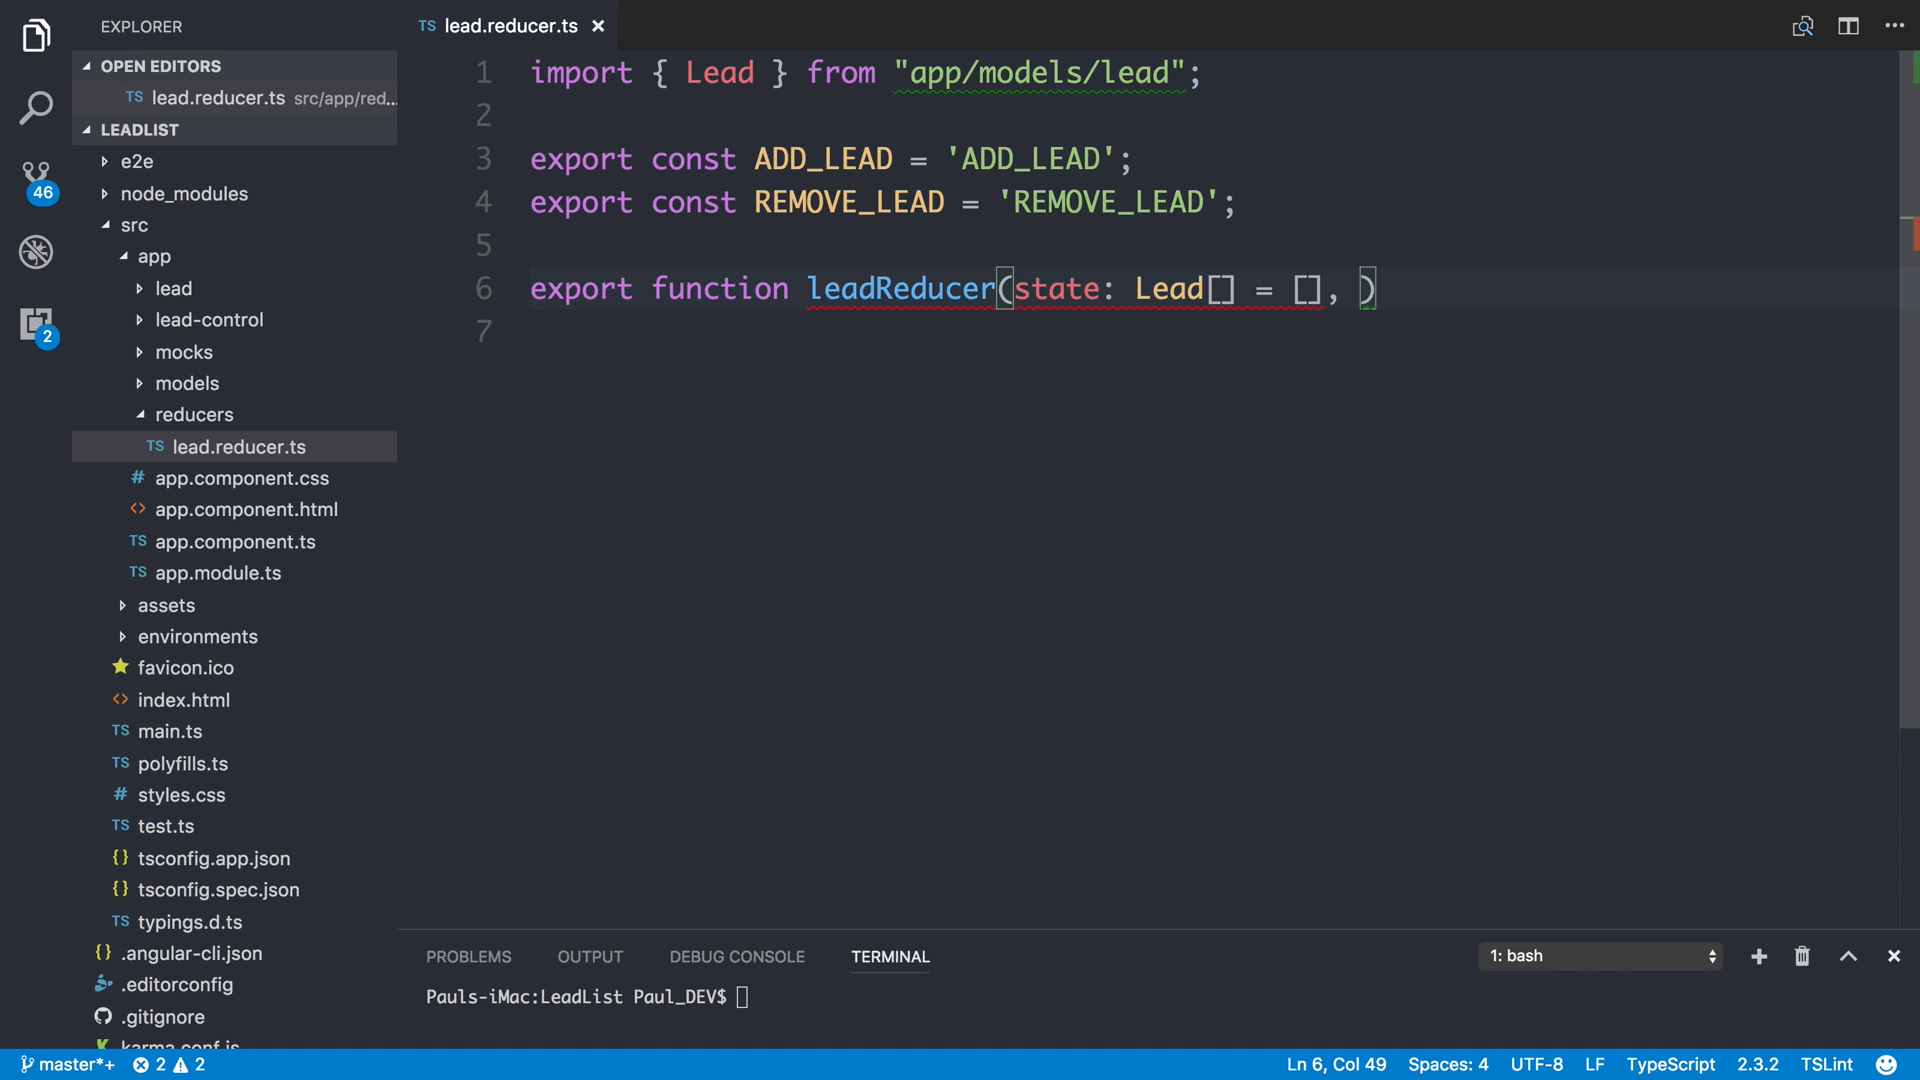 EXPLORER
OPEN EDITORS
TS lead.reducer.ts src/app/red...
LEADLIST
e2e
node_modules
src
app
lead
lead-control
mocks
models
reducers
TS lead.reducer.ts
# app.component.css
<> app.component.html
TS app.component.ts
TS app.module.ts
assets
environments
favicon.ico
<> index.html
TS main.ts
TS polyfills.ts
# styles.css
TS test.ts
{} tsconfig.app.json
{} tsconfig.spec.json
TS typings.d.ts
{} .angular-cli.json
.editorconfig
.gitignore
karma.conf.js
46
2
TS lead.reducer.ts ×
1 import { Lead } from "app/models/lead";
2
3 export const ADD_LEAD = 'ADD_LEAD';
4 export const REMOVE_LEAD = 'REMOVE_LEAD';
5
6 export function leadReducer(state: Lead[] = [], )
7
PROBLEMS OUTPUT DEBUG CONSOLE TERMINAL 1: bash
Pauls-iMac:LeadList Paul_DEV$
master*+ 2 2 Ln 6, Col 49 Spaces: 4 UTF-8 LF TypeScript 2.3.2 TSLint